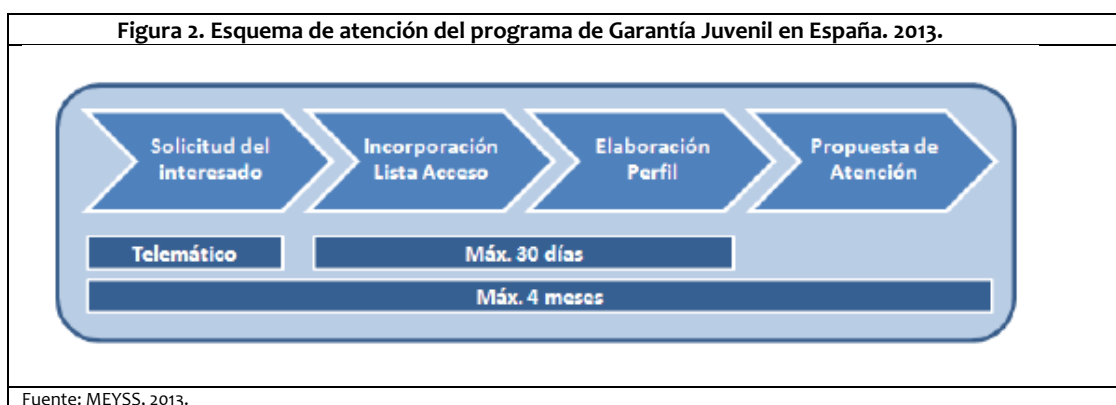 Figura 2. Esquema de atención del programa de Garantía Juvenil en España. 2013.
Solicitud del
interesado
Incorporación
Lista Acceso
Elaboración
Perfil
Propuesta de
Atención
Telemático
Máx. 30 días
Máx. 4 meses
Fuente: MEYSS. 2013.